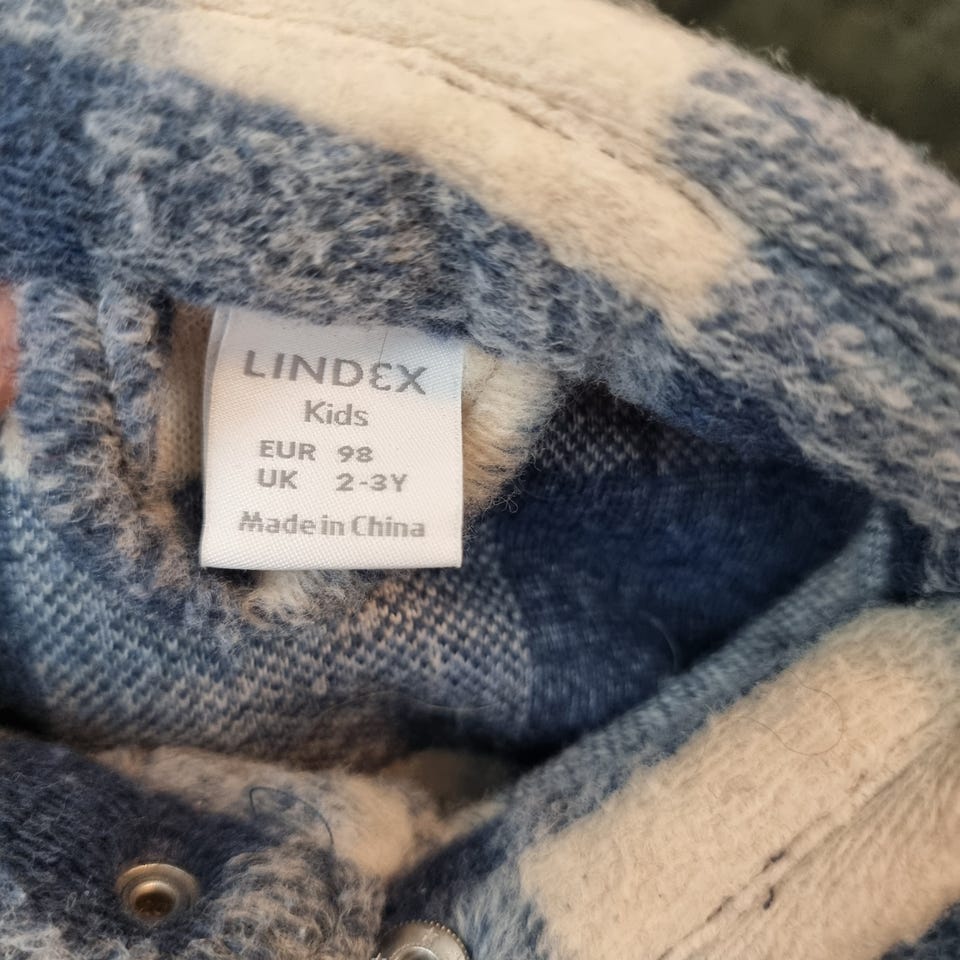 LINDEX
Kids
EUR 98
UK 2-3Y
Made in China